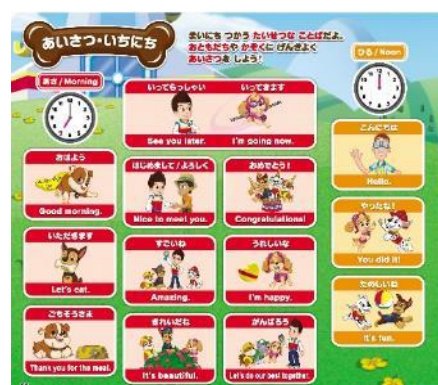 あいさつ・いちにち
まいにち つかう たいせつな ことばだよ。
おともだちや かぞくに げんきよく
あいさつを しよう!
あさ/Morning
ひる/Noon
いってらっしゃい
See you later.
いってきます
I'm going now.
こんにちは
Hello.
おはよう
Good morning.
はじめまして/よろしく
Nice to meet you.
おめでとう!
Congratulations!
やったね!
You did it!
いただきます
Let's eat.
すごいね
Amazing.
うれしいな
I'm happy.
たのしいね
It's fun.
ごちそうさま
Thank you for the meal.
きれいだね
It's beautiful.
がんばろう
Let's do our best together.